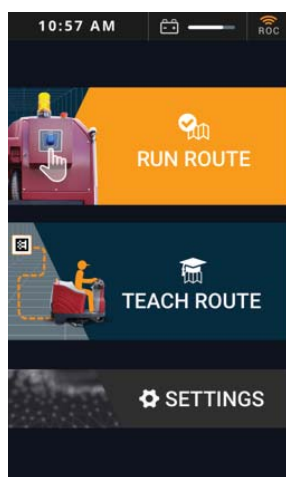 10:57 AM
ROC
RUN ROUTE
TEACH ROUTE
SETTINGS